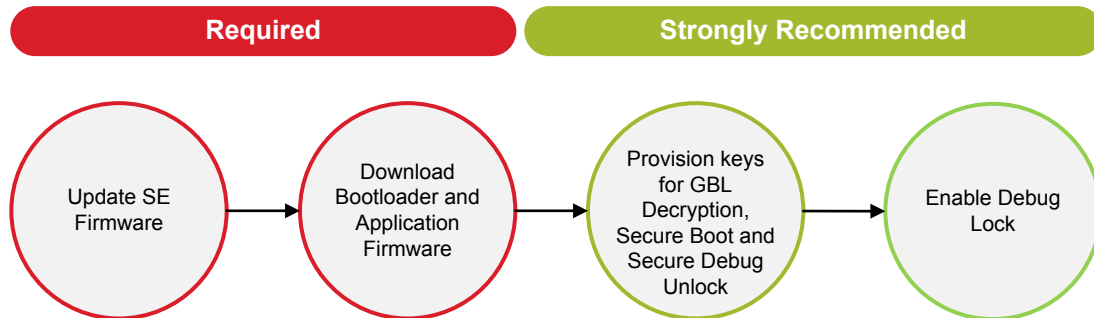 Required
Strongly Recommended
Update SE
Firmware
Download
Bootloader and
Application
Firmware
Provision keys
for GBL
Decryption,
Secure Boot and
Secure Debug
Unlock
Enable Debug
Lock